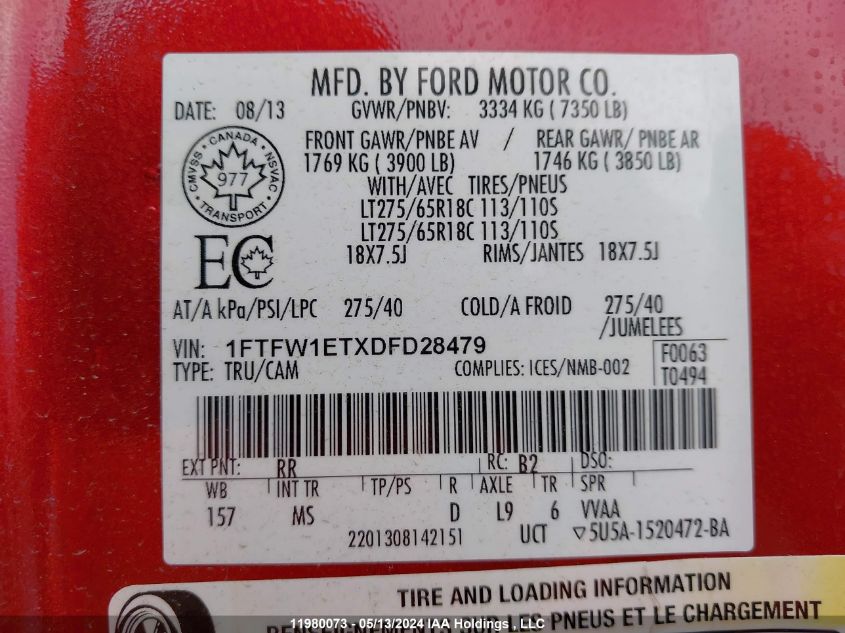 MFD. BY FORD MOTOR CO.
DATE: 08/13 GVWR/PNBV: 3334 KG ( 7350 LB)
FRONT GAWR/PNBE AV / REAR GAWR/ PNBE AR
1769 KG ( 3900 LB) 1746 KG ( 3850 LB)
WITH/AVEC TIRES/PNEUS
LT275/65R18C 113/110S
LT275/65R18C 113/110S
18X7.5J RIMS/JANTES 18X7.5J
CANADA
CMVSS NSVAC
977
TRANSPORT
EC
AT/A kPa/PSI/LPC 275/40 COLD/A FROID 275/40
/JUMELEES
VIN: 1FTFW1ETXDFD28479
TYPE: TRU/CAM COMPLIES: ICES/NMB-002
F0063
T0494
EXT PNT: RR RC: B2 DSO:
WB INT TR TP/PS R AXLE TR SPR
157 MS D L9 6 VVAA
2201308142151 UCT ▽5U5A-1520472-BA
TIRE AND LOADING INFORMATION
RENSEIGNEMENTS SUR LES PNEUS ET LE CHARGEMENT
11980073 - 05/13/2024 IAA Holdings , LLC